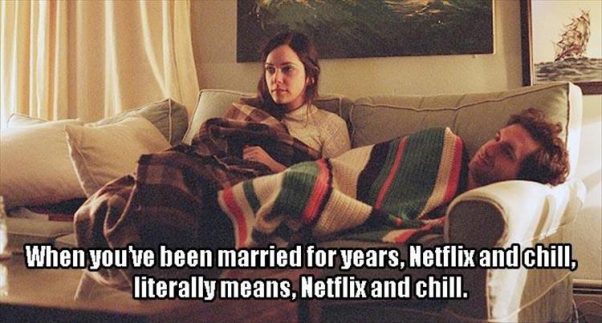 When you've been married for years, Netflix and chill,
literally means, Netflix and chill.